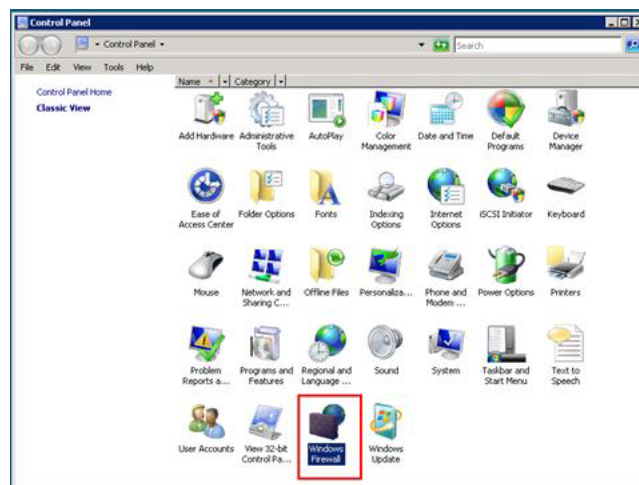 Control Panel
Control Panel
Search
File Edit View Tools Help
Control Panel Home
Classic View
Name Category
Add Hardware
Administrative
Tools
AutoPlay
Color
Management
Date and Time
Default
Programs
Device
Manager
Ease of
Access Center
Folder Options
Fonts
Indexing
Options
Internet
Options
iSCSI Initiator
Keyboard
Mouse
Network and
Sharing C...
Offline Files
Personaliza...
Phone and
Modem ...
Power Options
Printers
Problem
Reports a...
Programs and
Features
Regional and
Language ...
Sound
System
Taskbar and
Start Menu
Text to
Speech
User Accounts
View 32-bit
Control Pa...
Windows
Firewall
Windows
Update